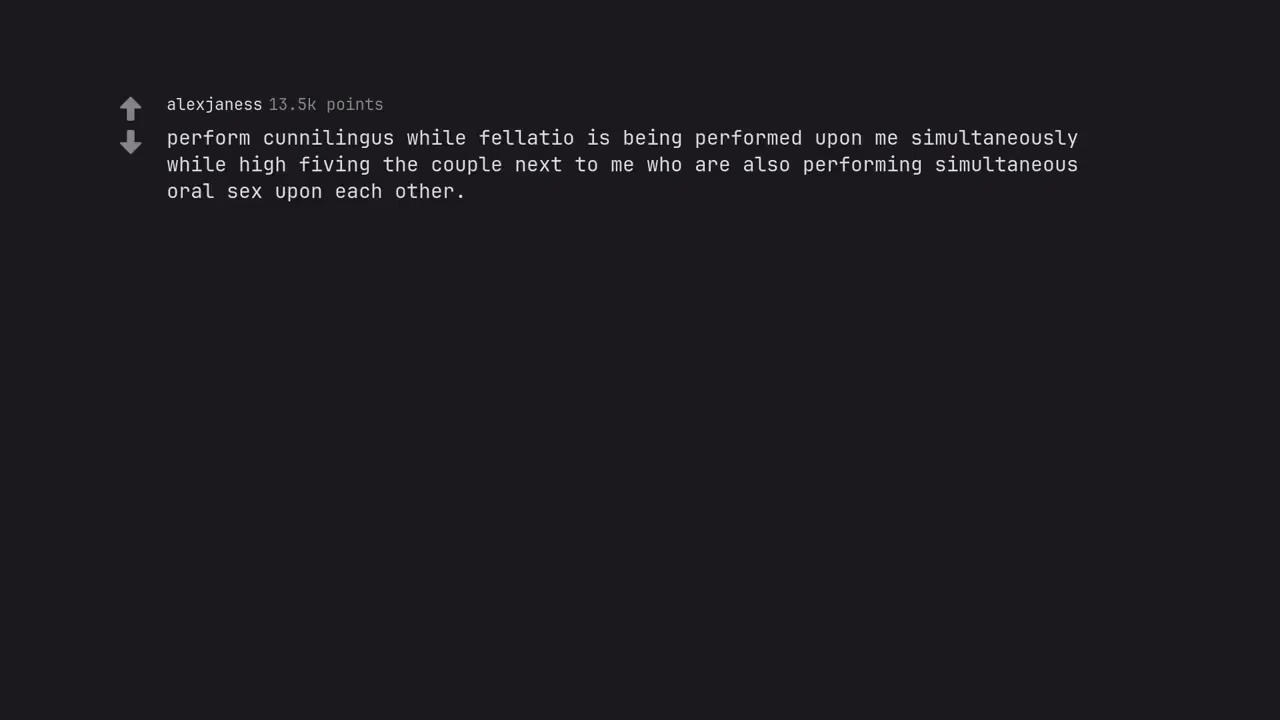 alexjaness 13.5k points
perform cunnilingus while fellatio is being performed upon me simultaneously
while high fiving the couple next to me who are also performing simultaneous
oral sex upon each other.